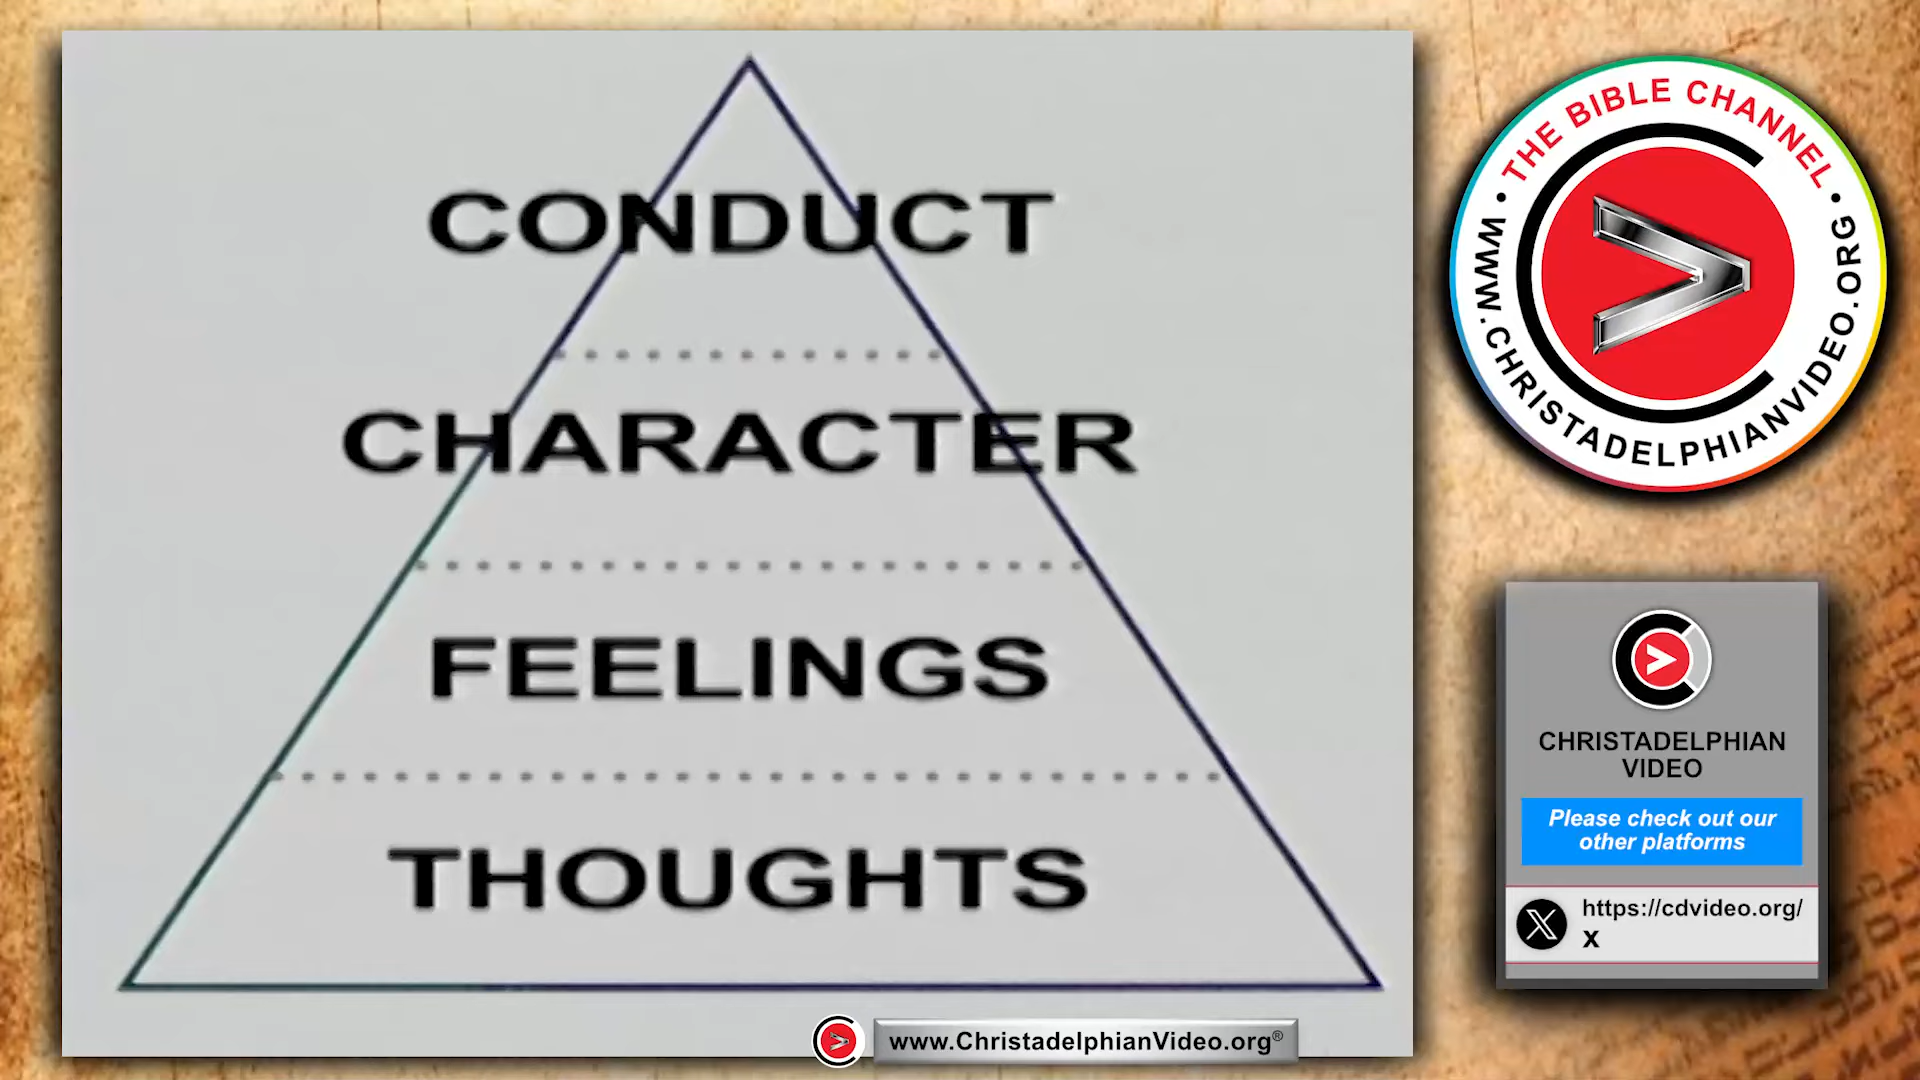 CONDUCT
CHARACTER
FEELINGS
THOUGHTS
www.ChristadelphianVideo.org®
• THE BIBLE CHANNEL •
WWW.CHRISTADELPHIANVIDEO.ORG
CHRISTADELPHIAN
VIDEO
Please check out our
other platforms
https://cdvideo.org/
x